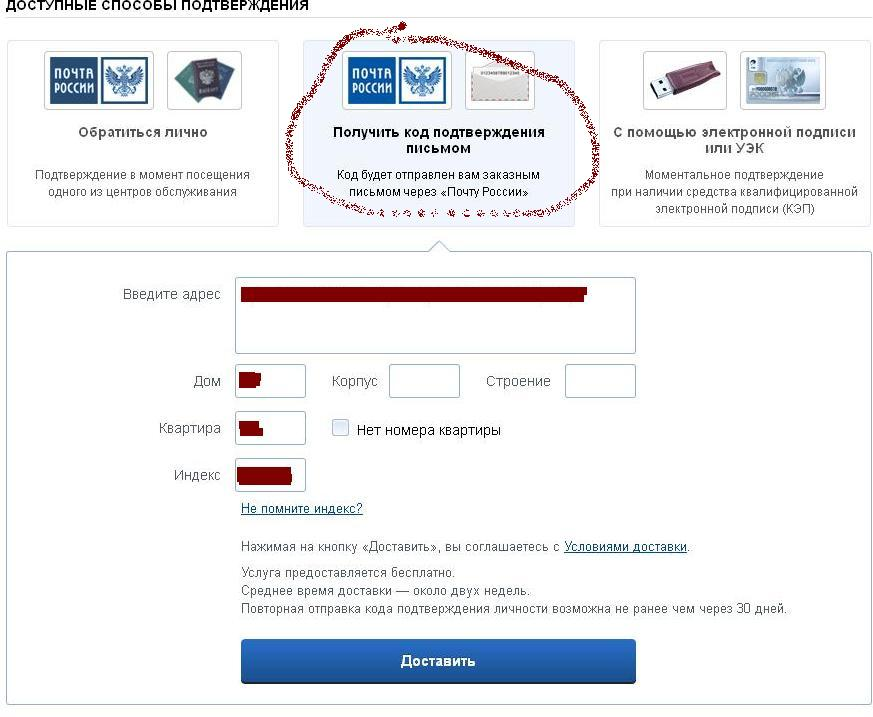 ДОСТУПНЫЕ СПОСОБЫ ПОДТВЕРЖДЕНИЯ
ПОЧТА
РОССИИ
Обратиться лично
Подтверждение в момент посещения
одного из центров обслуживания
ПОЧТА
РОССИИ
123456789012345
Получить код подтверждения
письмом
Код будет отправлен вам заказным
письмом через «Почту России»
С помощью электронной подписи
или УЭК
Моментальное подтверждение
при наличии средства квалифицированной
электронной подписи (КЭП)
Введите адрес
Дом
Корпус
Строение
Квартира
Нет номера квартиры
Индекс
Не помните индекс?
Нажимая на кнопку «Доставить», вы соглашаетесь с Условиями доставки.
Услуга предоставляется бесплатно.
Среднее время доставки — около двух недель.
Повторная отправка кода подтверждения личности возможна не ранее чем через 30 дней.
Доставить